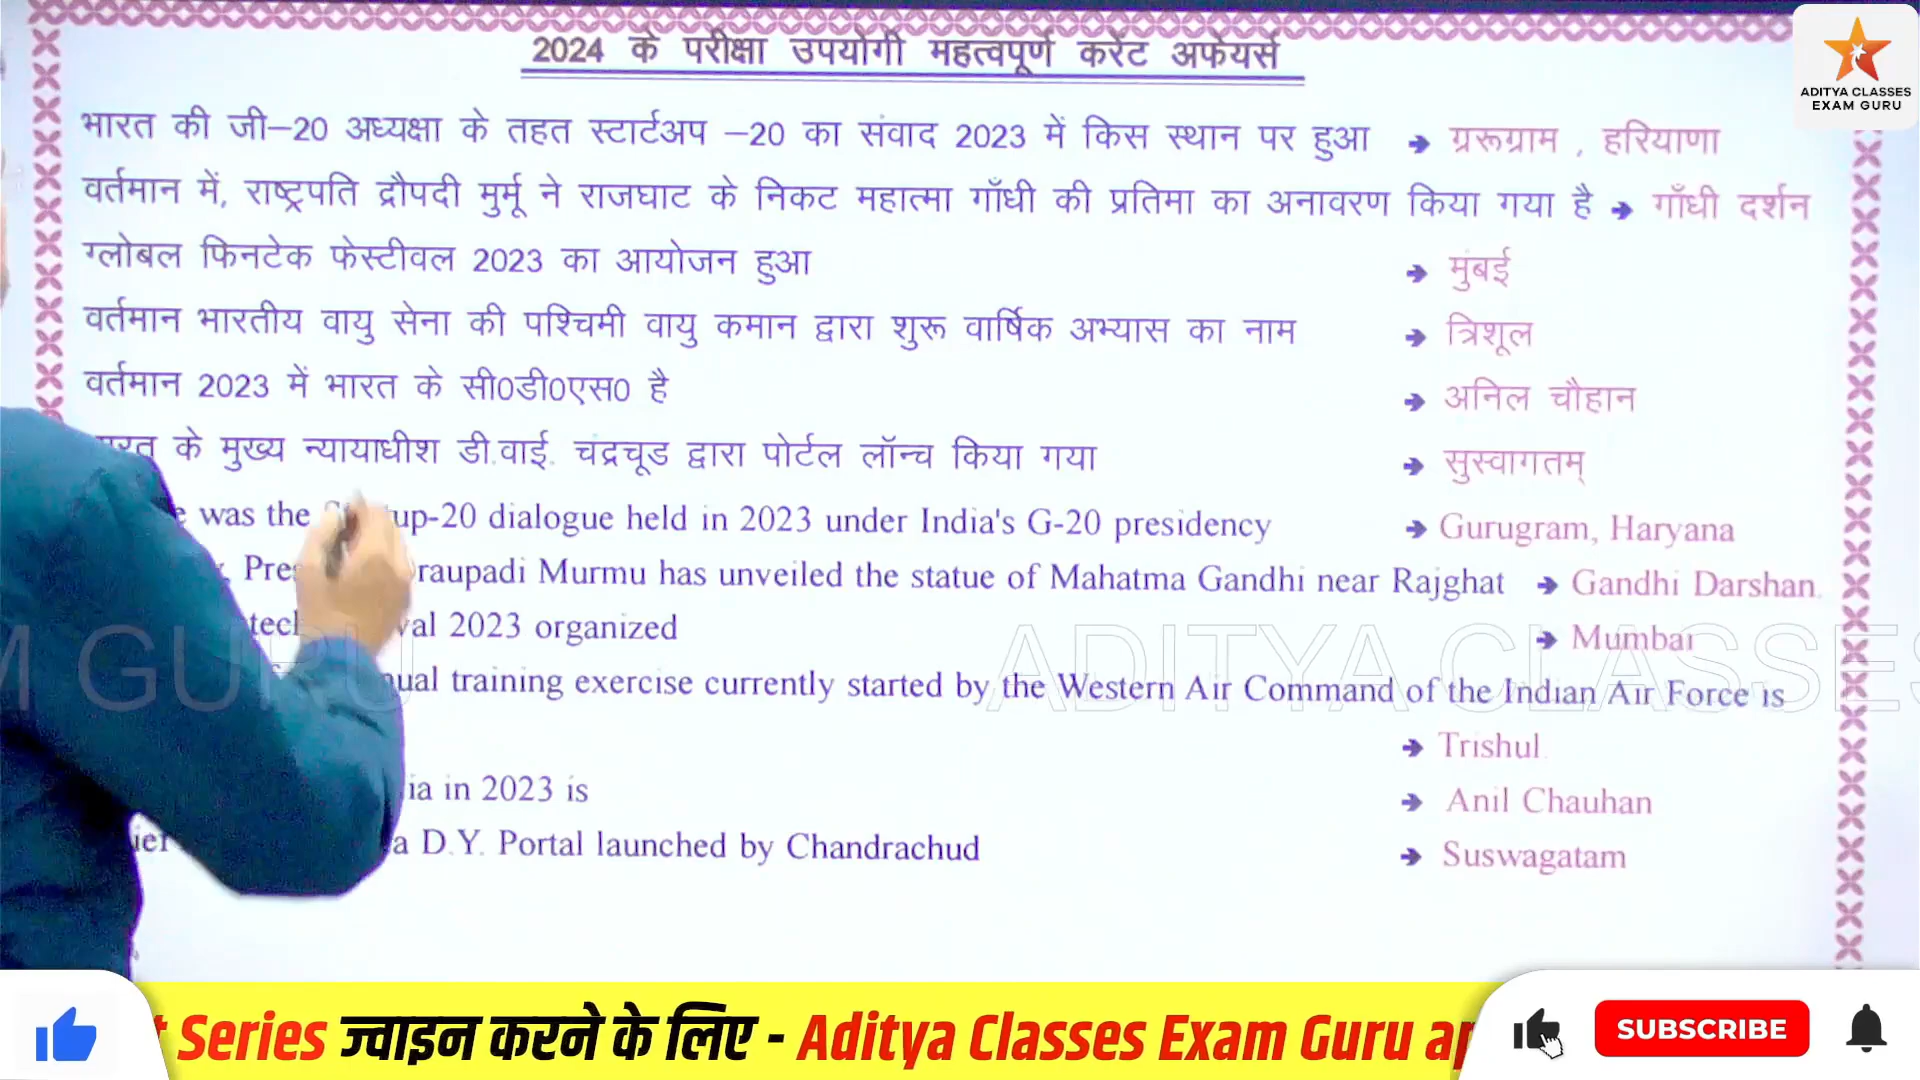 2024 के परीक्षा उपयोगी महत्वपूर्ण करेंट अफेयर्स
ADITYA CLASSES
EXAM GURU
भारत की जी–20 अध्यक्षा के तहत स्टार्टअप –20 का संवाद 2023 में किस स्थान पर हुआ → ग्ररूग्राम , हरियाणा
वर्तमान में, राष्ट्रपति द्रौपदी मुर्मू ने राजघाट के निकट महात्मा गाँधी की प्रतिमा का अनावरण किया गया है → गाँधी दर्शन
ग्लोबल फिनटेक फेस्टीवल 2023 का आयोजन हुआ → मुंबई
वर्तमान भारतीय वायु सेना की पश्चिमी वायु कमान द्वारा शुरू वार्षिक अभ्यास का नाम → त्रिशूल
वर्तमान 2023 में भारत के सी0डी0एस0 है → अनिल चौहान
के मुख्य न्यायाधीश डी.वाई. चंद्रचूड द्वारा पोर्टल लॉन्च किया गया → सुस्वागतम्
was the up-20 dialogue held in 2023 under India's G-20 presidency → Gurugram, Haryana
raupadi Murmu has unveiled the statue of Mahatma Gandhi near Rajghat → Gandhi Darshan.
val 2023 organized → Mumbai
ual training exercise currently started by the Western Air Command of the Indian Air Force is
→ Trishul
ia in 2023 is → Anil Chauhan
a D.Y. Portal launched by Chandrachud → Suswagatam
M GURU ADITYA CLASSES
t Series ज्वाइन करने के लिए - Aditya Classes Exam Guru ap
SUBSCRIBE